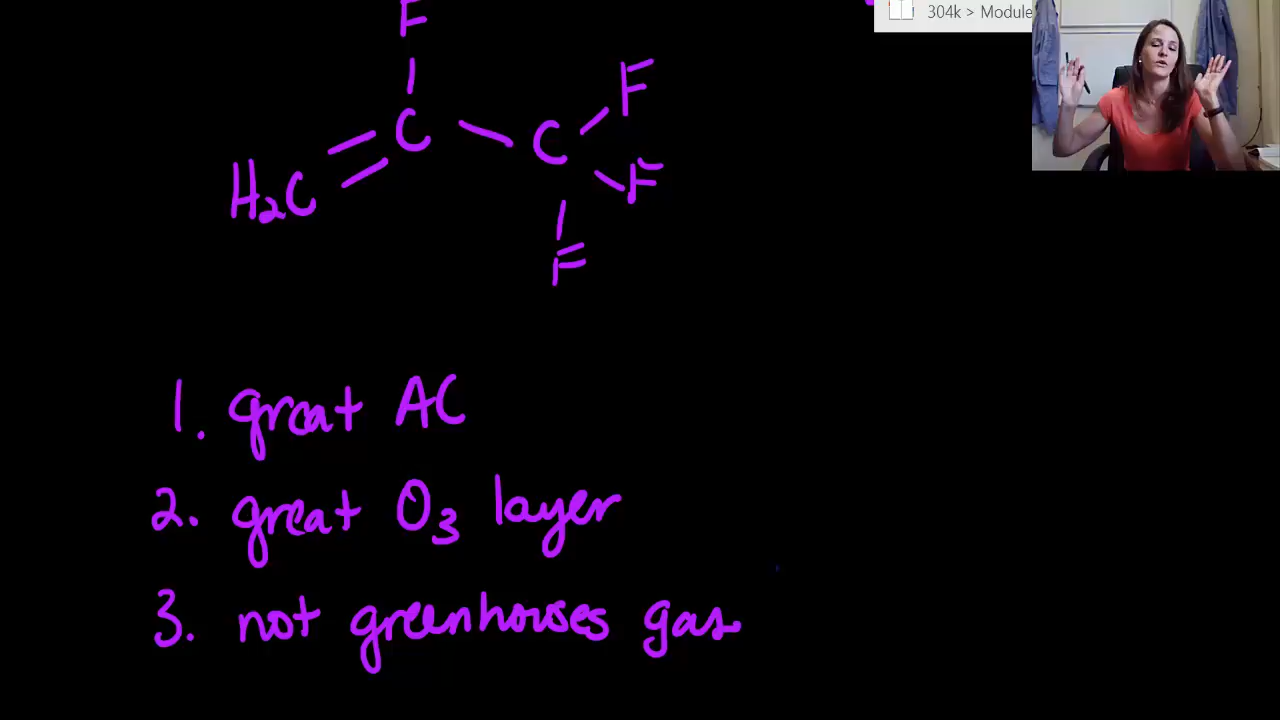 304k > Module
F
F
C
C
H₂C
F
F
1. great AC
2. great O₃ layer
3. not greenhouses gas